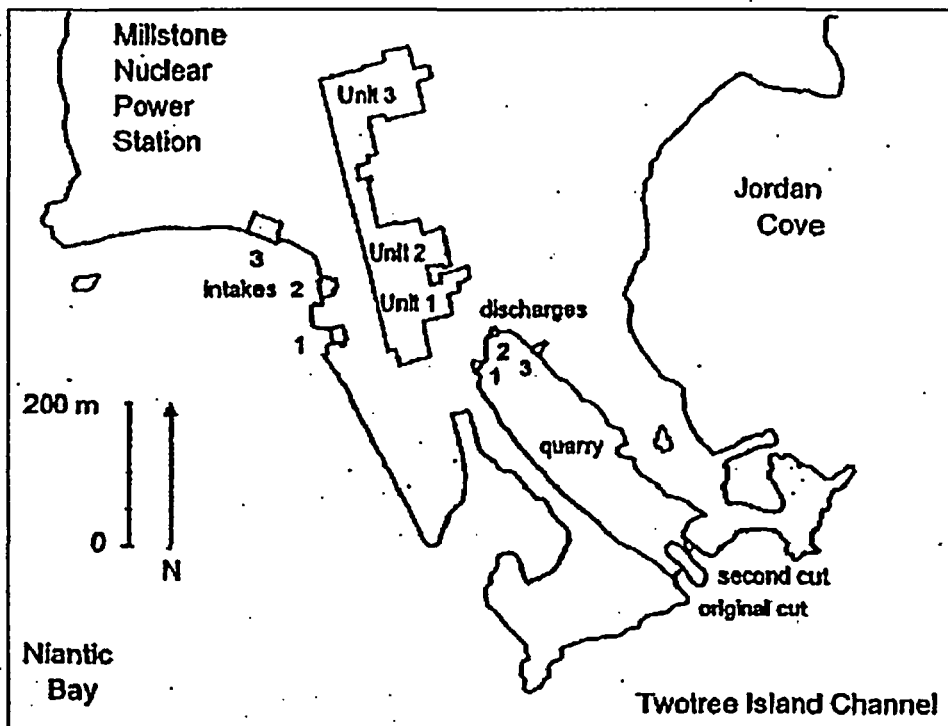 Millstone
Nuclear
Power
Station
Unit 3
Jordan
Cove
3
intakes 2
Unit 2
Unit 1
1
discharges
2
1
3
200 m
quarry
0
N
second cut
original cut
Niantic
Bay
Twotree Island Channel